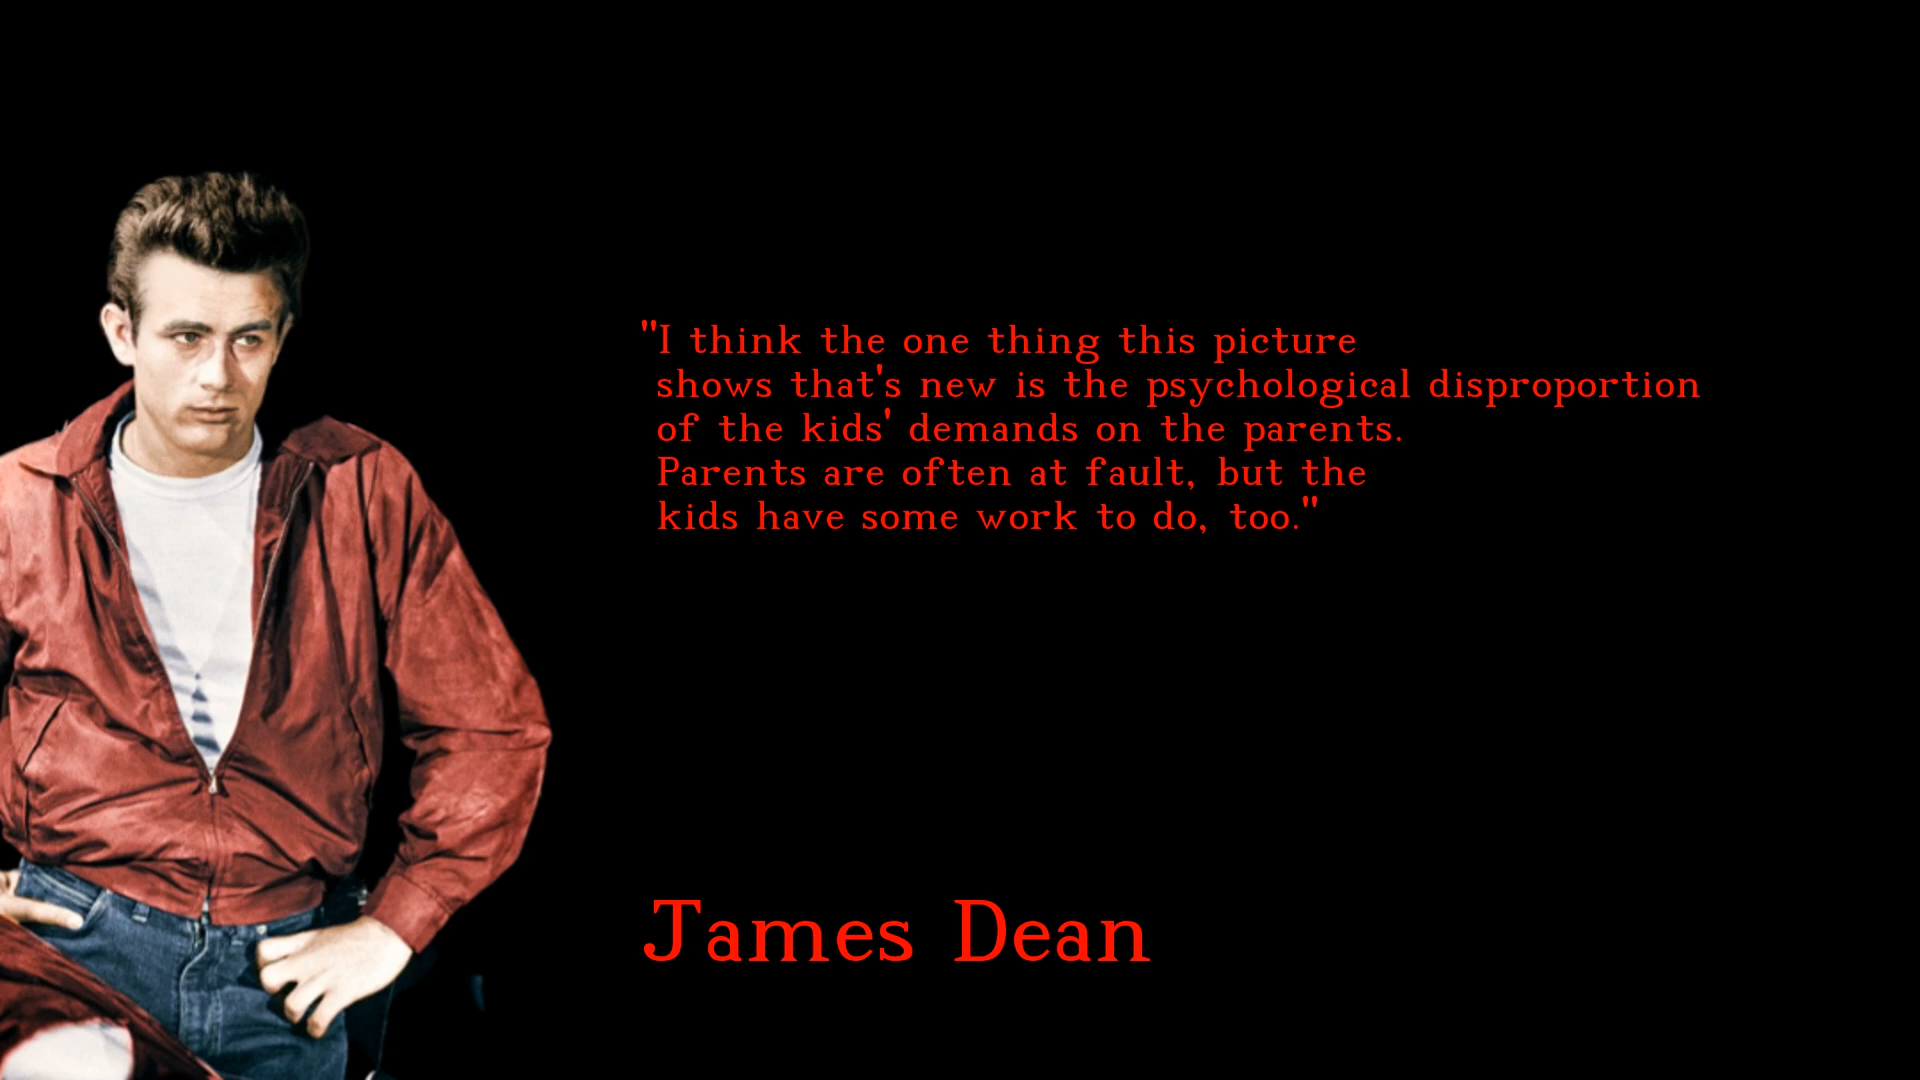 "I think the one thing this picture
shows that's new is the psychological disproportion
of the kids' demands on the parents.
Parents are often at fault, but the
kids have some work to do, too."
James Dean